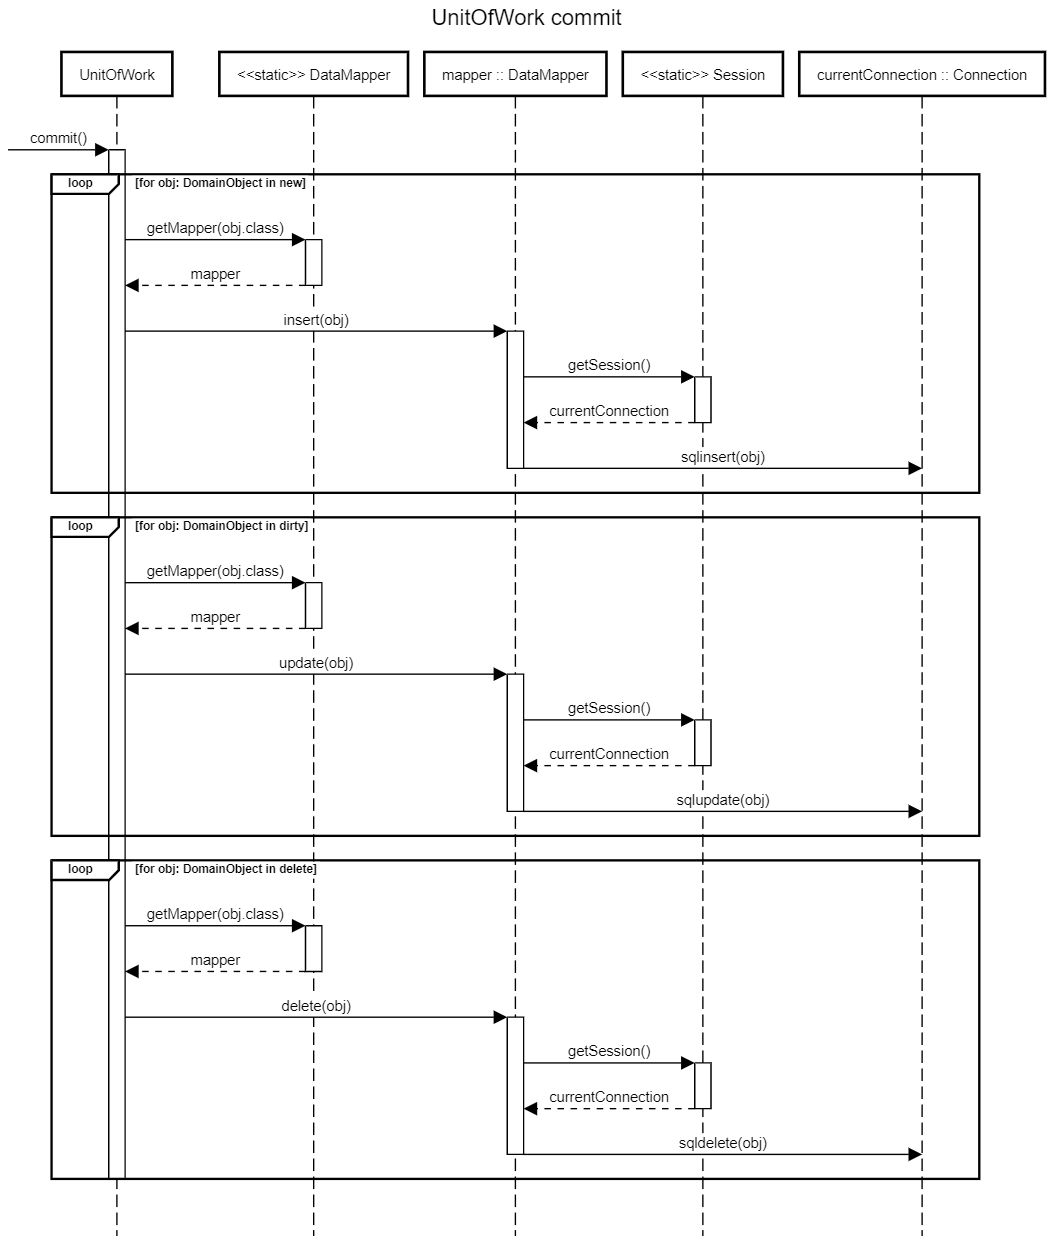 UnitOfWork commit
UnitOfWork
<<static>> DataMapper
mapper :: DataMapper
<<static>> Session
currentConnection :: Connection
commit()
loop
[for obj: DomainObject in new]
getMapper(obj.class)
mapper
insert(obj)
getSession()
currentConnection
sqlinsert(obj)
loop
[for obj: DomainObject in dirty]
getMapper(obj.class)
mapper
update(obj)
getSession()
currentConnection
sqlupdate(obj)
loop
[for obj: DomainObject in delete]
getMapper(obj.class)
mapper
delete(obj)
getSession()
currentConnection
sqldelete(obj)